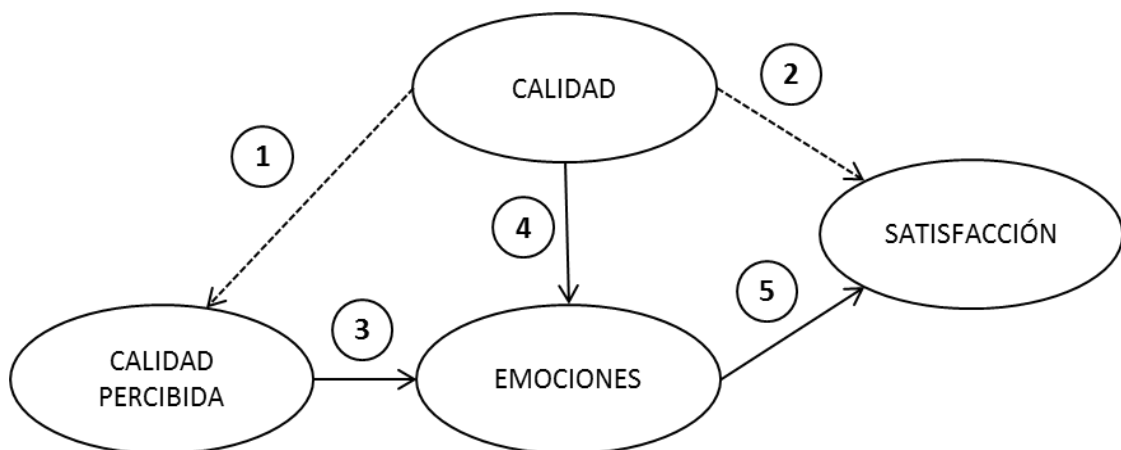 CALIDAD
2
1
4
SATISFACCIÓN
5
3
CALIDAD
PERCIBIDA
EMOCIONES